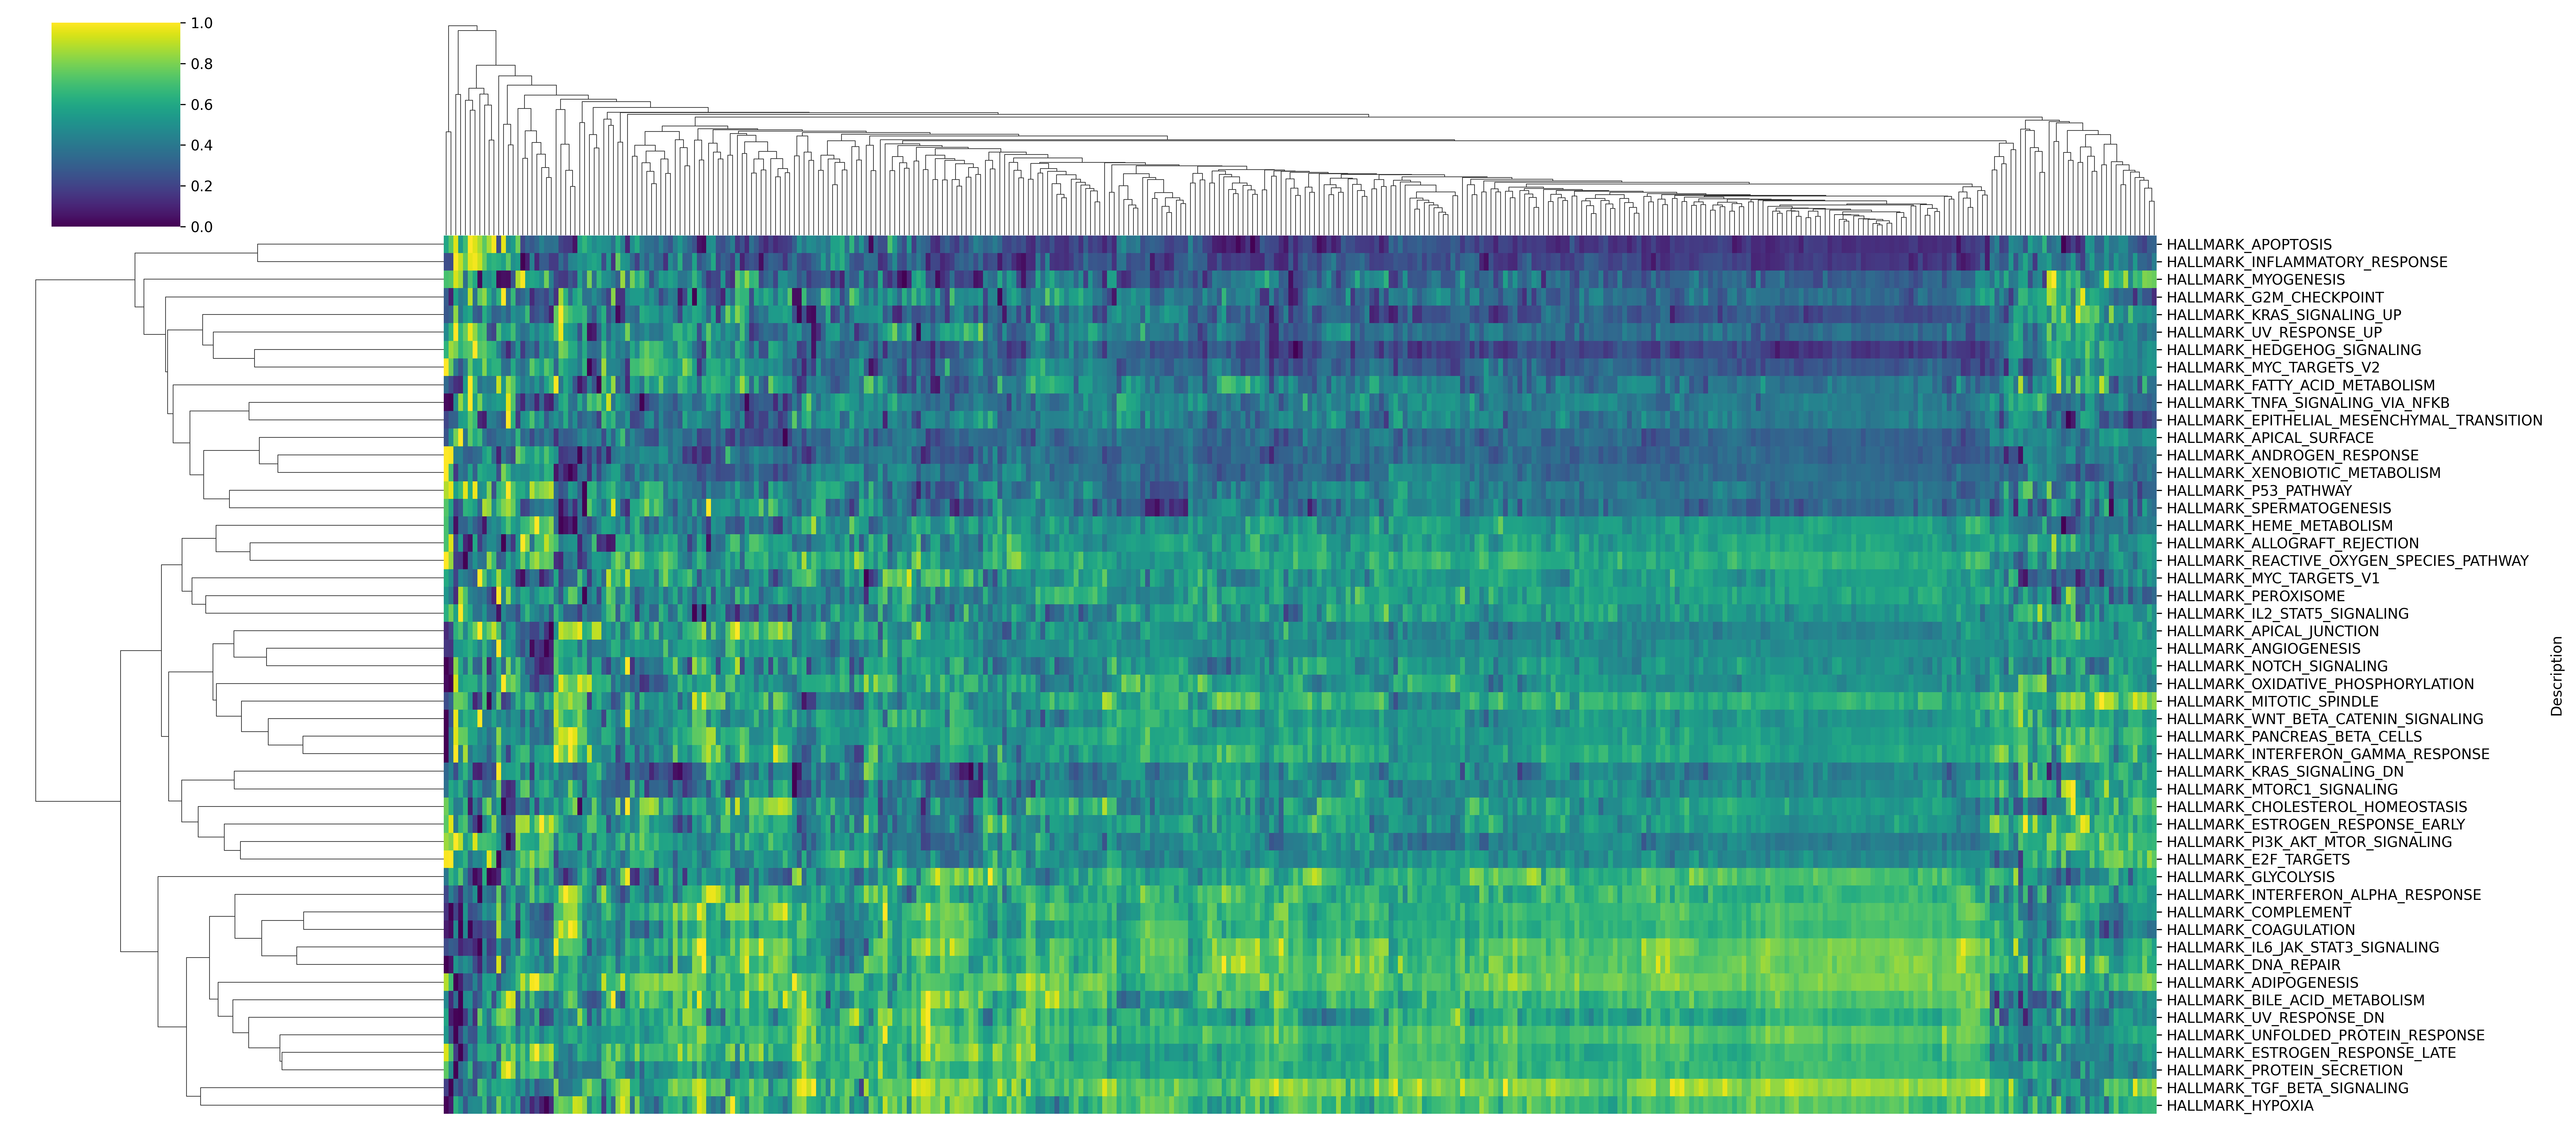 1.0
0.8
0.6
0.4
0.2
0.0
HALLMARK_APOPTOSIS
HALLMARK_INFLAMMATORY_RESPONSE
HALLMARK_MYOGENESIS
HALLMARK_G2M_CHECKPOINT
HALLMARK_KRAS_SIGNALING_UP
HALLMARK_UV_RESPONSE_UP
HALLMARK_HEDGEHOG_SIGNALING
HALLMARK_MYC_TARGETS_V2
HALLMARK_FATTY_ACID_METABOLISM
HALLMARK_TNFA_SIGNALING_VIA_NFKB
HALLMARK_EPITHELIAL_MESENCHYMAL_TRANSITION
HALLMARK_APICAL_SURFACE
HALLMARK_ANDROGEN_RESPONSE
HALLMARK_XENOBIOTIC_METABOLISM
HALLMARK_P53_PATHWAY
HALLMARK_SPERMATOGENESIS
HALLMARK_HEME_METABOLISM
HALLMARK_ALLOGRAFT_REJECTION
HALLMARK_REACTIVE_OXYGEN_SPECIES_PATHWAY
HALLMARK_MYC_TARGETS_V1
HALLMARK_PEROXISOME
HALLMARK_IL2_STAT5_SIGNALING
HALLMARK_APICAL_JUNCTION
HALLMARK_ANGIOGENESIS
HALLMARK_NOTCH_SIGNALING
HALLMARK_OXIDATIVE_PHOSPHORYLATION
HALLMARK_MITOTIC_SPINDLE
HALLMARK_WNT_BETA_CATENIN_SIGNALING
HALLMARK_PANCREAS_BETA_CELLS
HALLMARK_INTERFERON_GAMMA_RESPONSE
HALLMARK_KRAS_SIGNALING_DN
HALLMARK_MTORC1_SIGNALING
HALLMARK_CHOLESTEROL_HOMEOSTASIS
HALLMARK_ESTROGEN_RESPONSE_EARLY
HALLMARK_PI3K_AKT_MTOR_SIGNALING
HALLMARK_E2F_TARGETS
HALLMARK_GLYCOLYSIS
HALLMARK_INTERFERON_ALPHA_RESPONSE
HALLMARK_COMPLEMENT
HALLMARK_COAGULATION
HALLMARK_IL6_JAK_STAT3_SIGNALING
HALLMARK_DNA_REPAIR
HALLMARK_ADIPOGENESIS
HALLMARK_BILE_ACID_METABOLISM
HALLMARK_UV_RESPONSE_DN
HALLMARK_UNFOLDED_PROTEIN_RESPONSE
HALLMARK_ESTROGEN_RESPONSE_LATE
HALLMARK_PROTEIN_SECRETION
HALLMARK_TGF_BETA_SIGNALING
HALLMARK_HYPOXIA
Description